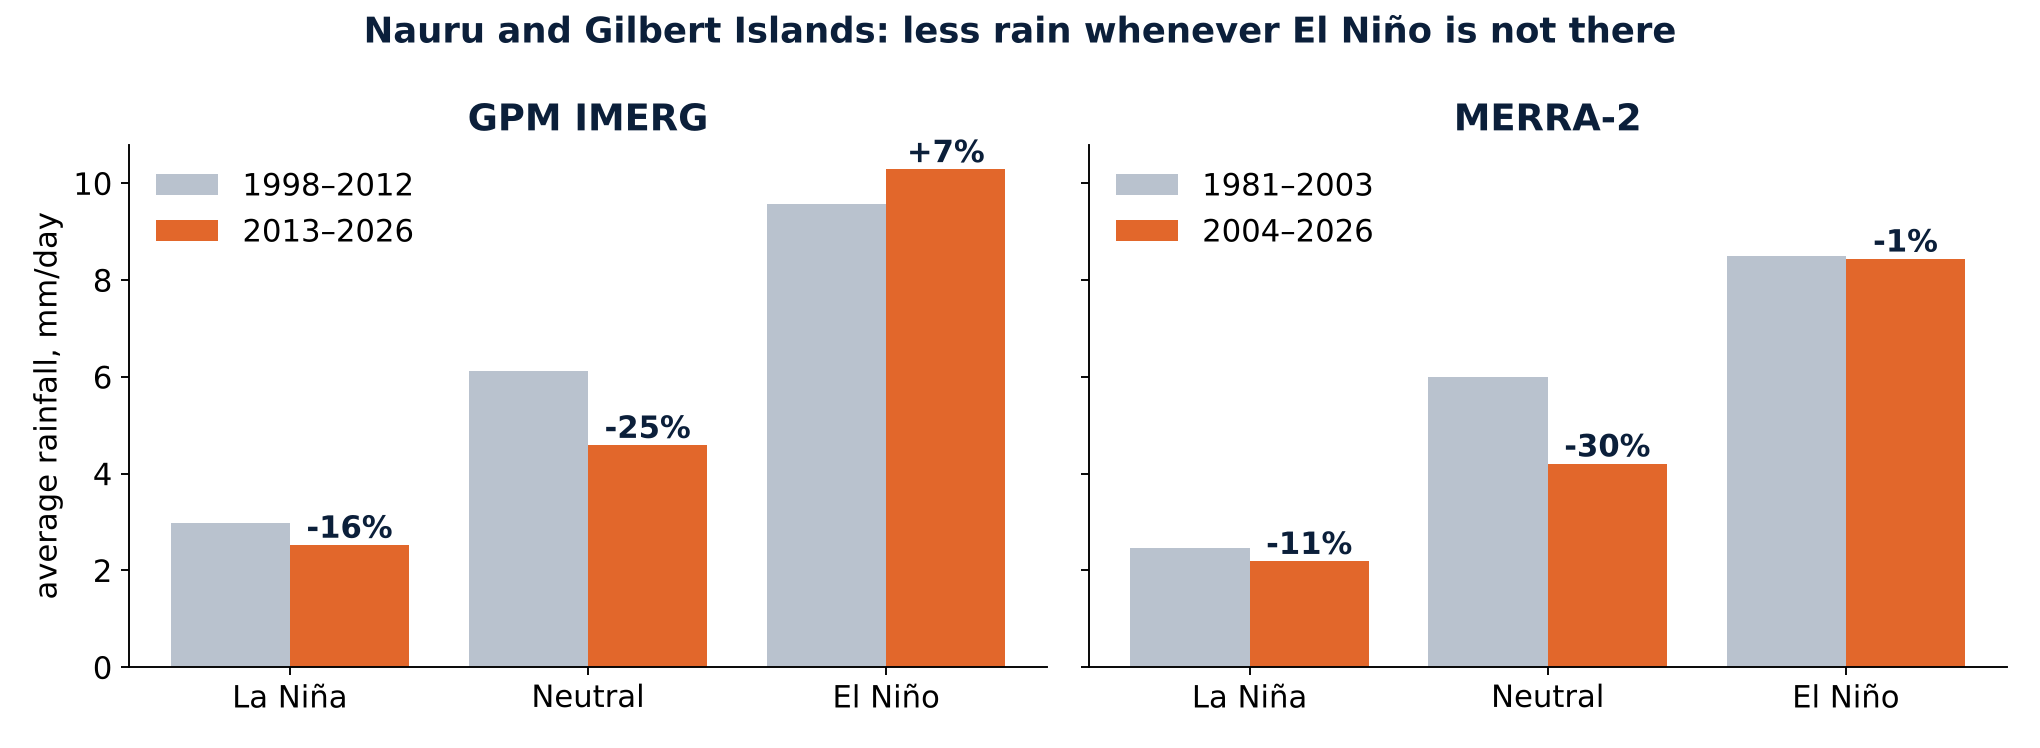 Nauru and Gilbert Islands: less rain whenever El Niño is not there
GPM IMERG
average rainfall, mm/day
10
8
6
4
2
0
1998–2012
2013–2026
-16%
-25%
+7%
La Niña
Neutral
El Niño
MERRA-2
1981–2003
2004–2026
-11%
-30%
-1%
La Niña
Neutral
El Niño